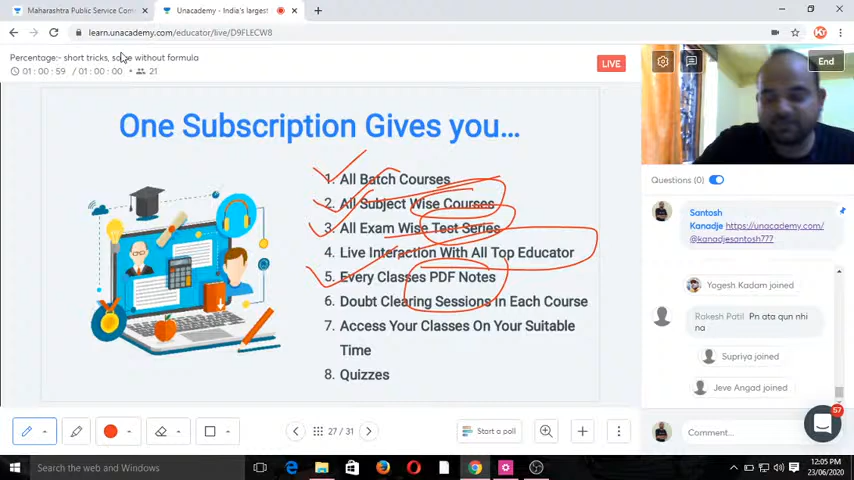 Maharashtra Public Service Com
Unacademy - India's largest
learn.unacademy.com/educator/live/D9FLECW8
Percentage:- short tricks, solve without formula
01 : 00 : 59 / 01 : 00 : 00 • 21
LIVE
End
One Subscription Gives you...
1. All Batch Courses
2. All Subject Wise Courses
3. All Exam Wise Test Series
4. Live Interaction With All Top Educator
5. Every Classes PDF Notes
6. Doubt Clearing Sessions In Each Course
7. Access Your Classes On Your Suitable
Time
8. Quizzes
Questions (0)
Santosh
Kanadje https://unacademy.com/
@kanadjesantosh777
Yogesh Kadam joined
Rakesh Patil Pn ata qun nhi
na
Supriya joined
Jeve Angad joined
57
27 / 31
Start a poll
Comment...
Search the web and Windows
12:05 PM
23/06/2020